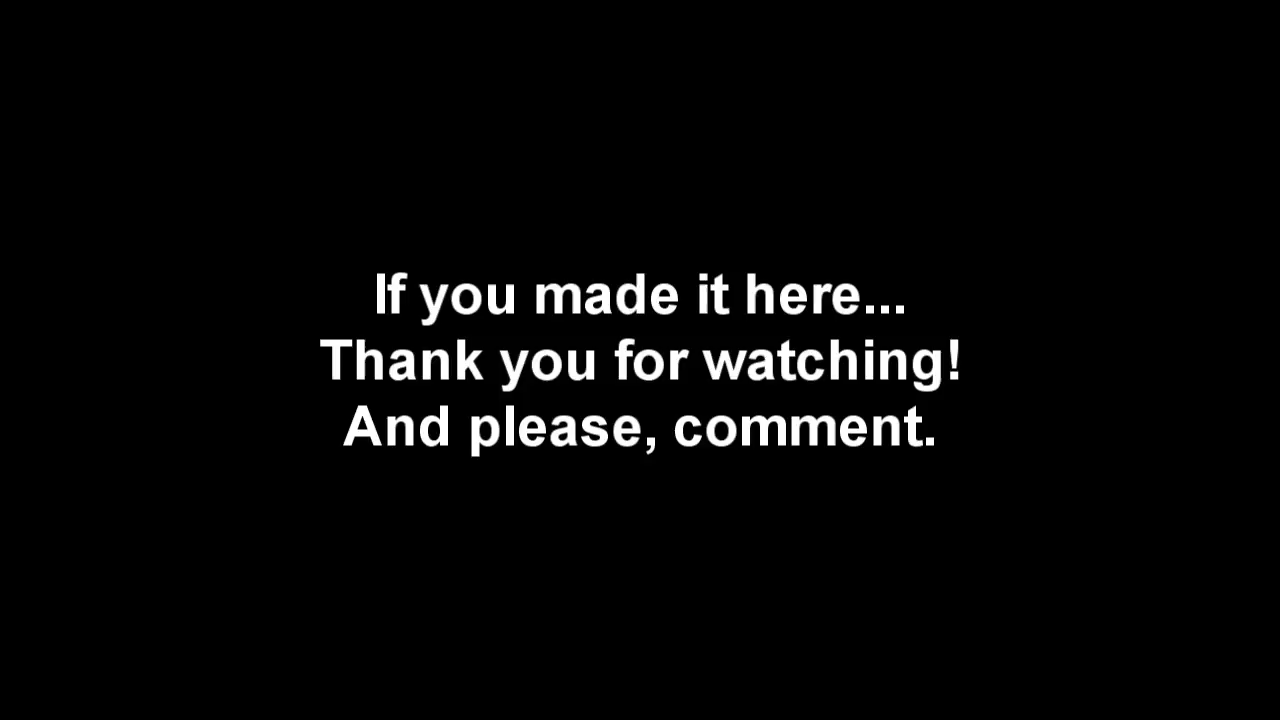 If you made it here...
Thank you for watching!
And please, comment.